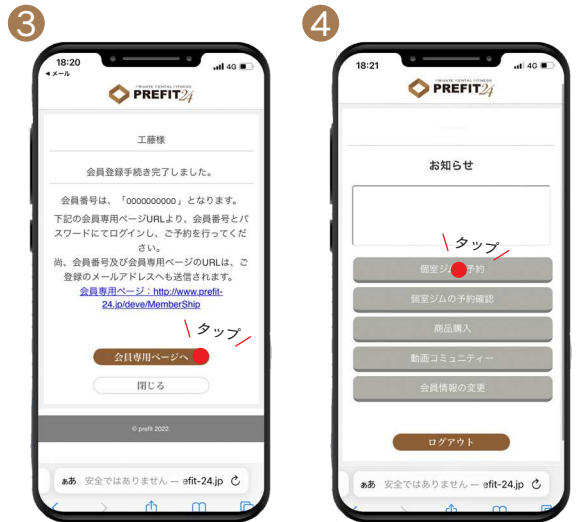 3
18:20
4G
◀ メール
PRIVATE RENTAL FITNESS
PREFIT24
工藤様
会員登録手続き完了しました。
会員番号は、「0000000000」となります。
下記の会員専用ページURLより、会員番号とパ
スワードにてログインし、ご予約を行ってくだ
さい。
尚、会員番号及び会員専用ページのURLは、ご
登録のメールアドレスへも送信されます。
会員専用ページ：http://www.prefit-
24.jp/deve/MemberShip
タップ
会員専用ページへ
閉じる
© prefit 2022.
ああ 安全ではありません — efit-24.jp
4
18:21
4G
PRIVATE RENTAL FITNESS
PREFIT24
お知らせ
タップ
個室ジム 予約
個室ジムの予約確認
商品購入
動画コミュニティー
会員情報の変更
ログアウト
ああ 安全ではありません — efit-24.jp